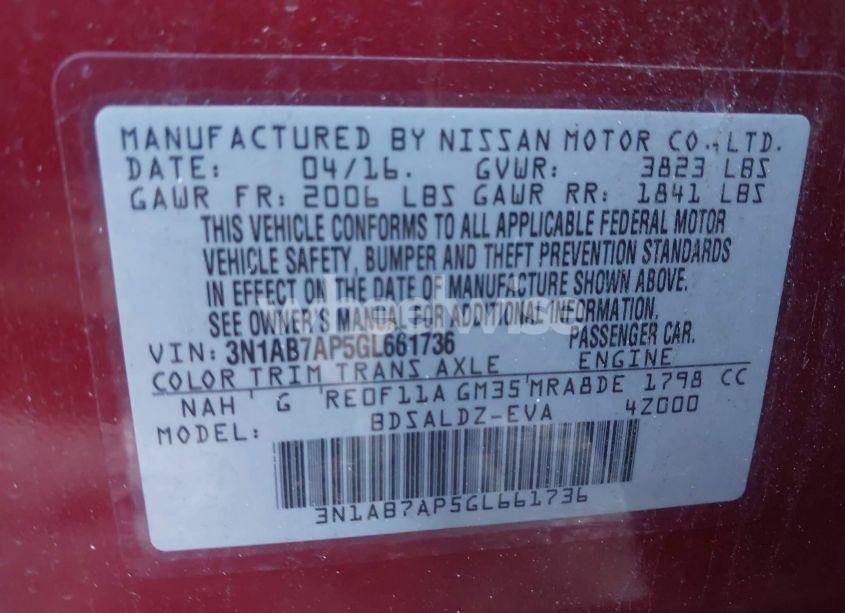 MANUFACTURED BY NISSAN MOTOR CO.,LTD.
DATE: 04/16. GVWR: 3823 LBS
GAWR FR: 2006 LBS GAWR RR: 1841 LBS
THIS VEHICLE CONFORMS TO ALL APPLICABLE FEDERAL MOTOR
VEHICLE SAFETY, BUMPER AND THEFT PREVENTION STANDARDS
IN EFFECT ON THE DATE OF MANUFACTURE SHOWN ABOVE.
SEE OWNER'S MANUAL FOR ADDITIONAL INFORMATION.
VIN: 3N1AB7AP5GL661736 PASSENGER CAR.
COLOR TRIM TRANS AXLE ENGINE
NAH G RE0F11A GM35 MRA8DE 1798 CC
MODEL: BDSALDZ-EVA 4Z000
3N1AB7AP5GL661736
wheelwise